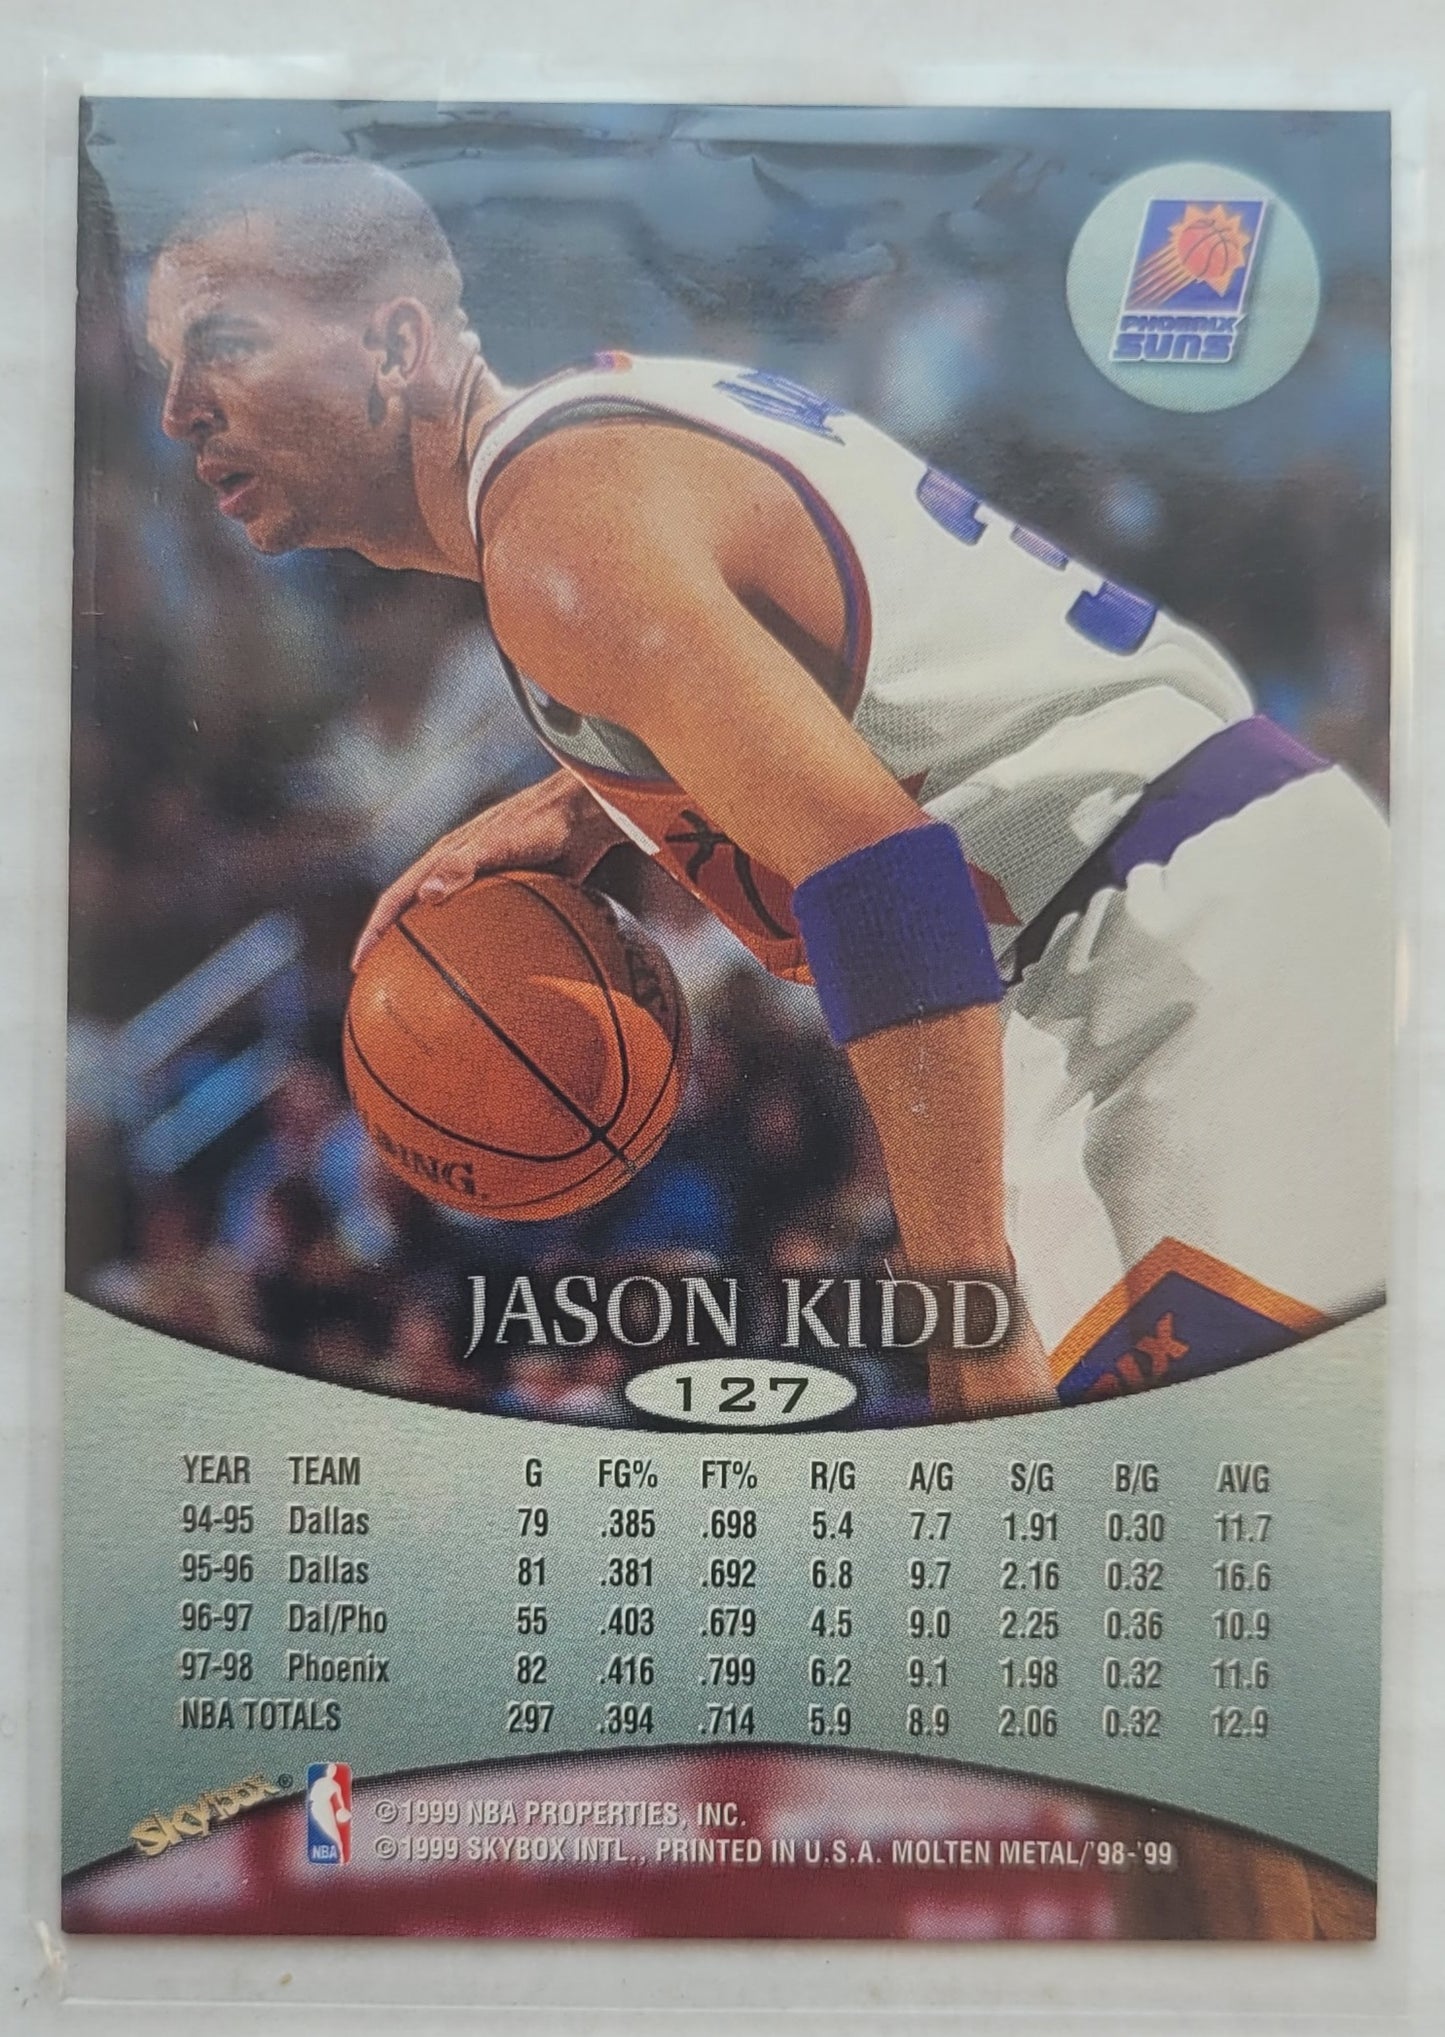 PHOENIX
SUNS
ING.
JASON KIDD
127
IX
YEAR TEAM G FG% FT% R/G A/G S/G B/G AVG
94-95 Dallas 79 .385 .698 5.4 7.7 1.91 0.30 11.7
95-96 Dallas 81 .381 .692 6.8 9.7 2.16 0.32 16.6
96-97 Dal/Pho 55 .403 .679 4.5 9.0 2.25 0.36 10.9
97-98 Phoenix 82 .416 .799 6.2 9.1 1.98 0.32 11.6
NBA TOTALS 297 .394 .714 5.9 8.9 2.06 0.32 12.9
skybox®
NBA
©1999 NBA PROPERTIES, INC.
©1999 SKYBOX INTL., PRINTED IN U.S.A. MOLTEN METAL/'98-'99